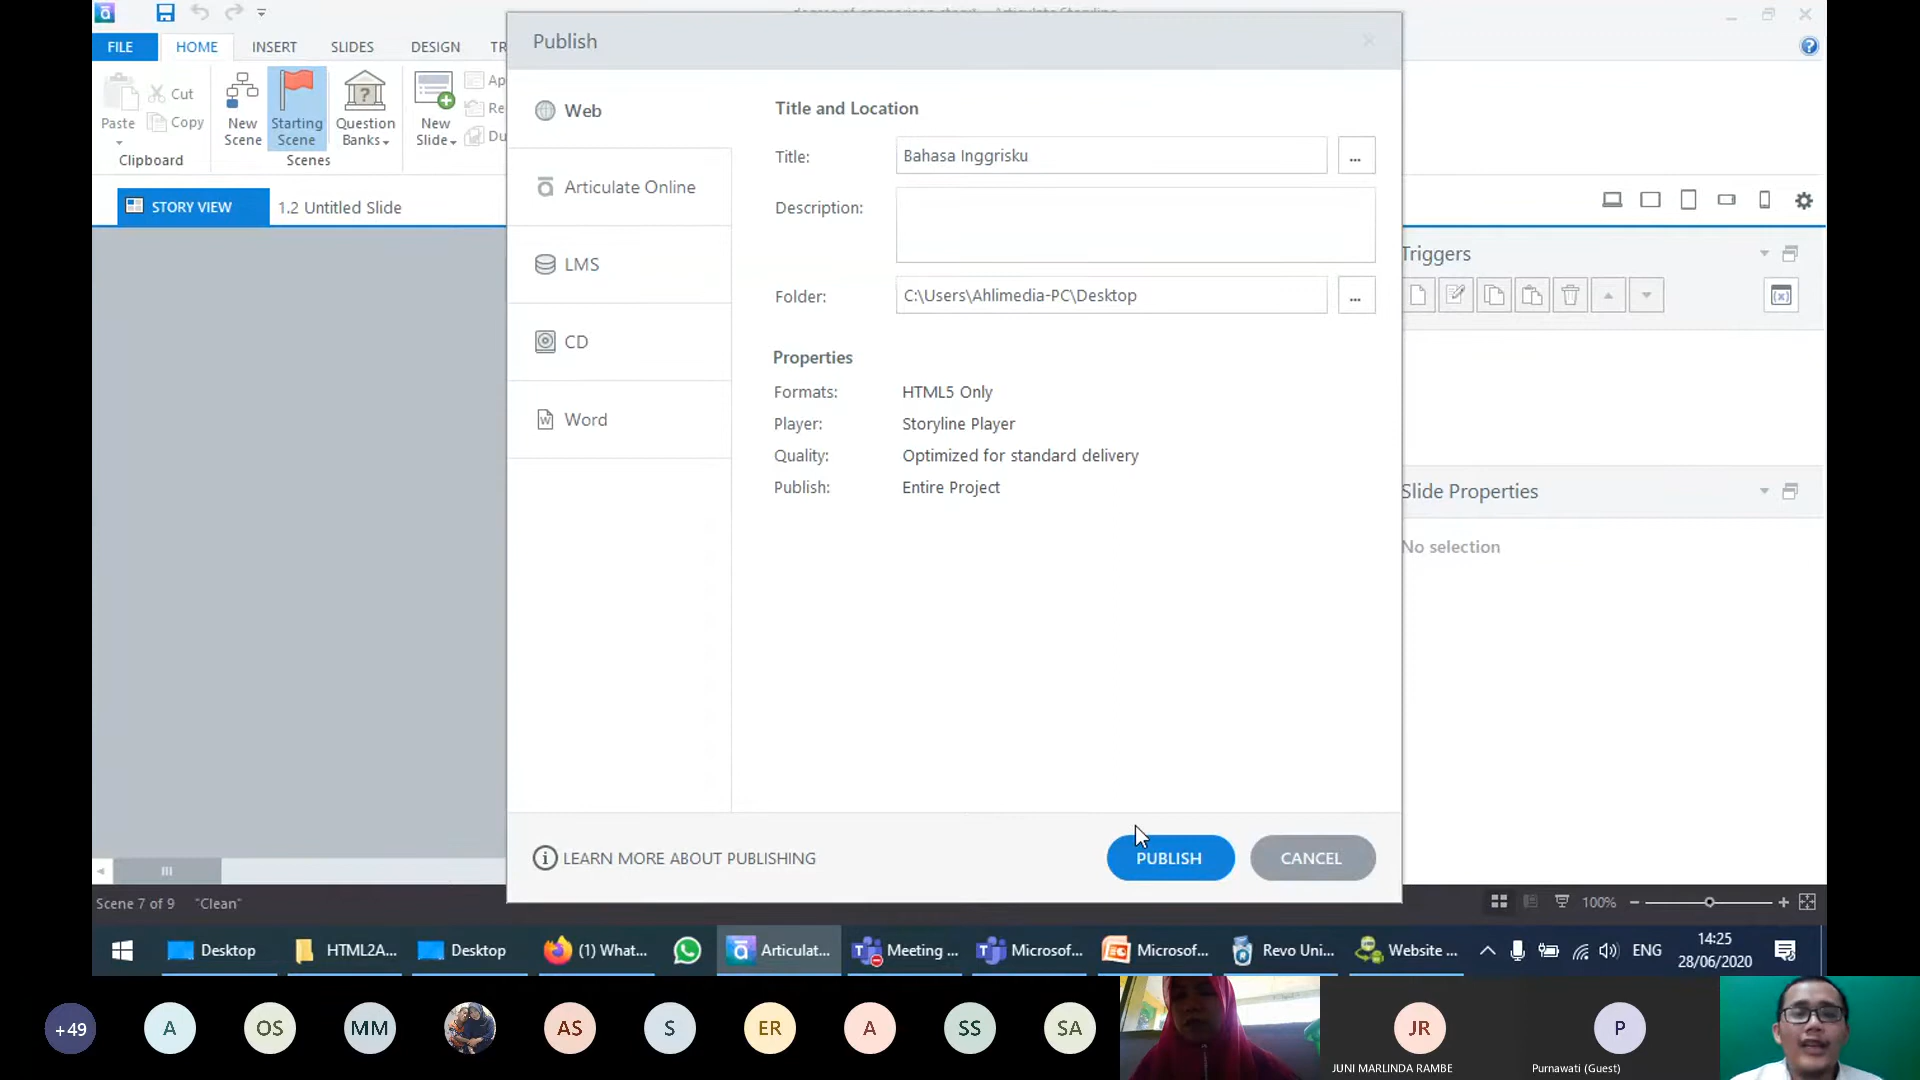 FILE
HOME
INSERT
SLIDES
DESIGN
TR
Paste
Cut
Copy
Clipboard
New
Scene
Starting
Scene
Question
Banks
Scenes
New
Slide
Ap
Re
Du
STORY VIEW
1.2 Untitled Slide
Publish
Web
Articulate Online
LMS
CD
Word
Title and Location
Title:
Bahasa Inggrisku
...
Description:
Folder:
C:\Users\Ahlimedia-PC\Desktop
...
Properties
Formats:
HTML5 Only
Player:
Storyline Player
Quality:
Optimized for standard delivery
Publish:
Entire Project
LEARN MORE ABOUT PUBLISHING
PUBLISH
CANCEL
Triggers
Slide Properties
No selection
Scene 7 of 9 "Clean"
100%
Desktop
HTML2A...
Desktop
(1) What...
Articulat...
Meeting ...
Microsof...
Microsof...
Revo Uni...
Website ...
ENG
14:25
28/06/2020
+49
A
OS
MM
AS
S
ER
A
SS
SA
JR
JUNI MARLINDA RAMBE
P
Purnawati (Guest)